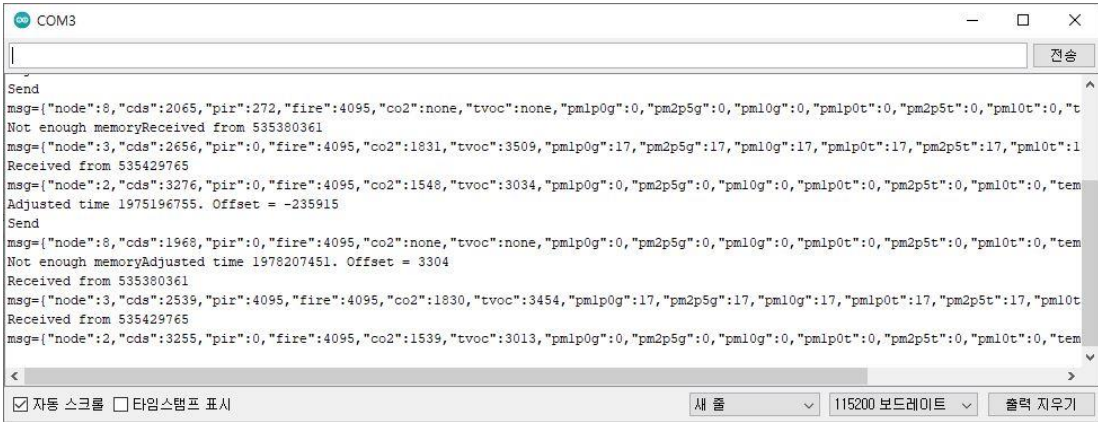 COM3
전송
Send
msg={"node":8,"cds":2065,"pir":272,"fire":4095,"co2":none,"tvoc":none,"pm1p0g":0,"pm2p5g":0,"pm10g":0,"pm1p0t":0,"pm2p5t":0,"pm10t":0,"t
Not enough memoryReceived from 535380361
msg={"node":3,"cds":2656,"pir":0,"fire":4095,"co2":1831,"tvoc":3509,"pm1p0g":17,"pm2p5g":17,"pm10g":17,"pm1p0t":17,"pm2p5t":17,"pm10t":1
Received from 535429765
msg={"node":2,"cds":3276,"pir":0,"fire":4095,"co2":1548,"tvoc":3034,"pm1p0g":0,"pm2p5g":0,"pm10g":0,"pm1p0t":0,"pm2p5t":0,"pm10t":0,"tem
Adjusted time 1975196755. Offset = -235915
Send
msg={"node":8,"cds":1968,"pir":0,"fire":4095,"co2":none,"tvoc":none,"pm1p0g":0,"pm2p5g":0,"pm10g":0,"pm1p0t":0,"pm2p5t":0,"pm10t":0,"tem
Not enough memoryAdjusted time 1978207451. Offset = 3304
Received from 535380361
msg={"node":3,"cds":2539,"pir":4095,"fire":4095,"co2":1830,"tvoc":3454,"pm1p0g":17,"pm2p5g":17,"pm10g":17,"pm1p0t":17,"pm2p5t":17,"pm10t
Received from 535429765
msg={"node":2,"cds":3255,"pir":0,"fire":4095,"co2":1539,"tvoc":3013,"pm1p0g":0,"pm2p5g":0,"pm10g":0,"pm1p0t":0,"pm2p5t":0,"pm10t":0,"tem
자동 스크롤 타임스탬프 표시 새 줄 115200 보드레이트 출력 지우기